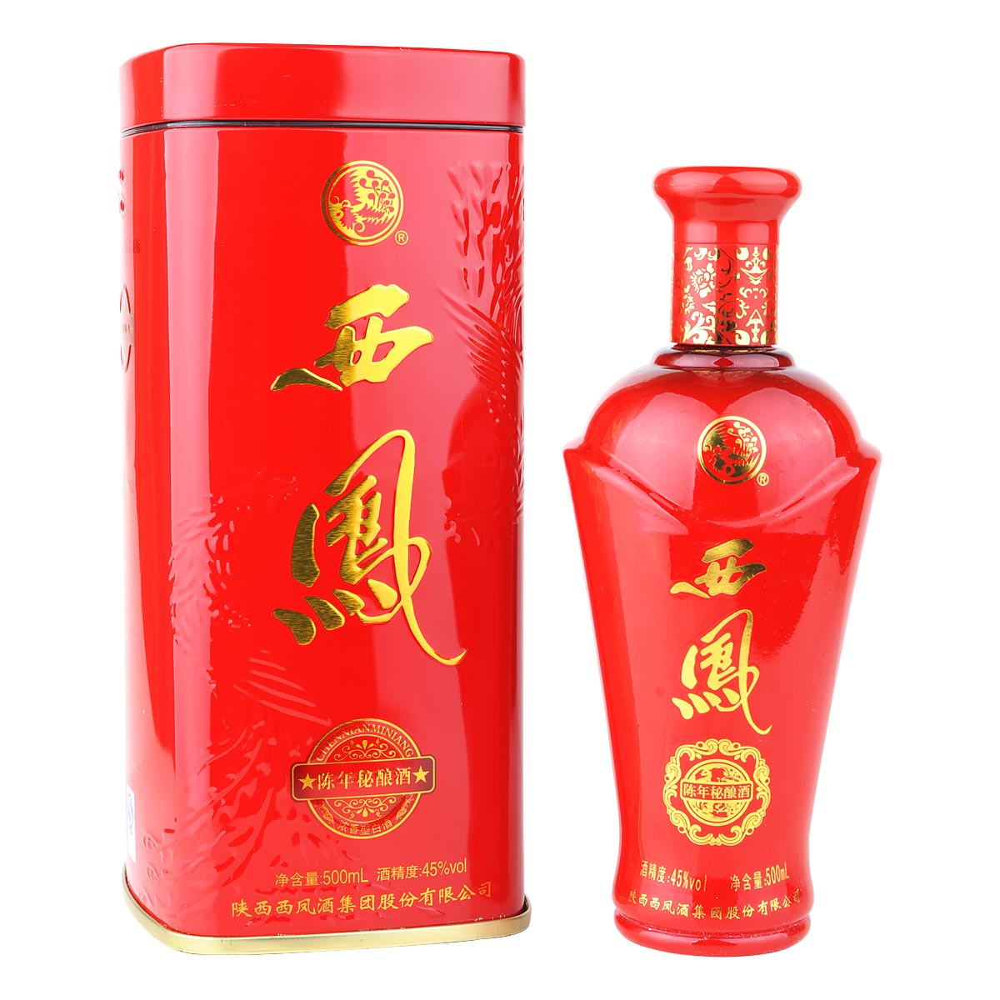 ®
西
鳳
CHENNIANMINIANG
★陈年秘酿酒★
浓香型白酒
净含量:500mL 酒精度:45%vol
陕西西凤酒集团股份有限公司
®
西
鳳
陈年秘酿酒
酒精度:45%vol 净含量:500mL
陕西西凤酒集团股份有限公司